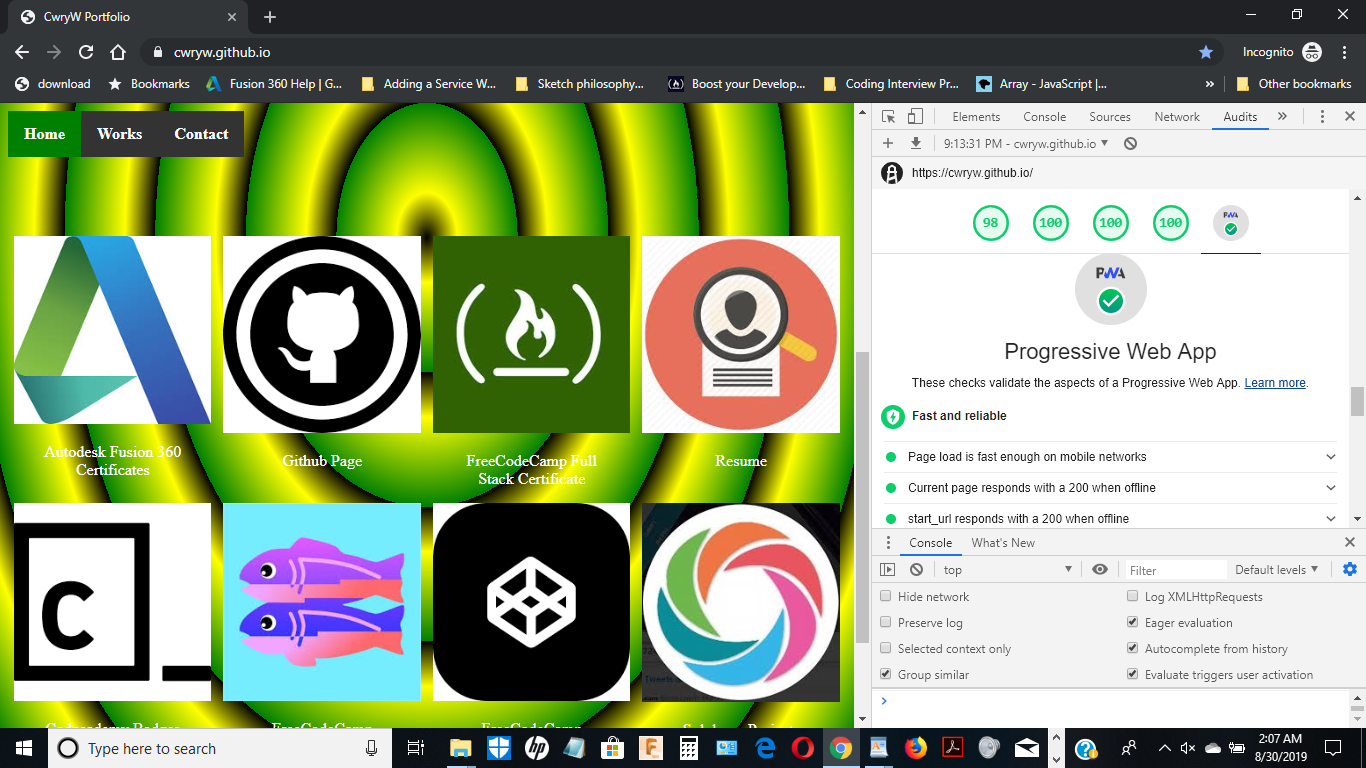 CwryW Portfolio
cwryw.github.io
Incognito
download
Bookmarks
Fusion 360 Help | G...
Adding a Service W...
Sketch philosophy...
Boost your Develop...
Coding Interview Pr...
Array - JavaScript |...
»
Other bookmarks
Home
Works
Contact
Autodesk Fusion 360
Certificates
Github Page
FreeCodeCamp Full
Stack Certificate
Resume
C
FreeCodeCamp
FreeCodeCamp
Elements
Console
Sources
Network
Audits
»
9:13:31 PM - cwryw.github.io
https://cwryw.github.io/
98
100
100
100
PWA
PWA
Progressive Web App
These checks validate the aspects of a Progressive Web App. Learn more.
Fast and reliable
Page load is fast enough on mobile networks
Current page responds with a 200 when offline
start_url responds with a 200 when offline
Console
What's New
top
Filter
Default levels
Hide network
Log XMLHttpRequests
Preserve log
Eager evaluation
Selected context only
Autocomplete from history
Group similar
Evaluate triggers user activation
Type here to search
hp
2:07 AM
8/30/2019